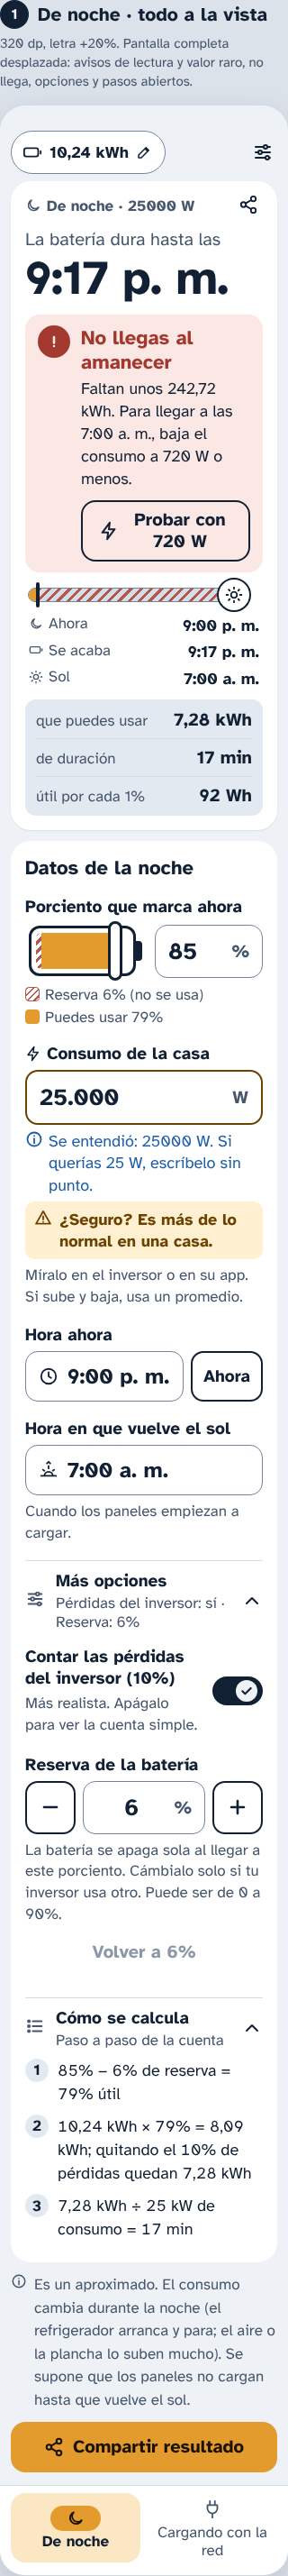 1 De noche · todo a la vista
320 dp, letra +20%. Pantalla completa
desplazada: avisos de lectura y valor raro, no
llega, opciones y pasos abiertos.
10,24 kWh
De noche · 25000 W
La batería dura hasta las
9:17 p. m.
! No llegas al
amanecer
Faltan unos 242,72
kWh. Para llegar a las
7:00 a. m., baja el
consumo a 720 W o
menos.
Probar con
720 W
Ahora 9:00 p. m.
Se acaba 9:17 p. m.
Sol 7:00 a. m.
que puedes usar 7,28 kWh
de duración 17 min
útil por cada 1% 92 Wh
Datos de la noche
Porciento que marca ahora
85 %
Reserva 6% (no se usa)
Puedes usar 79%
Consumo de la casa
25.000 W
Se entendió: 25000 W. Si
querías 25 W, escríbelo sin
punto.
¿Seguro? Es más de lo
normal en una casa.
Míralo en el inversor o en su app.
Si sube y baja, usa un promedio.
Hora ahora
9:00 p. m. Ahora
Hora en que vuelve el sol
7:00 a. m.
Cuando los paneles empiezan a
cargar.
Más opciones
Pérdidas del inversor: sí ·
Reserva: 6%
Contar las pérdidas
del inversor (10%)
Más realista. Apágalo
para ver la cuenta simple.
Reserva de la batería
− 6 % +
La batería se apaga sola al llegar a
este porciento. Cámbialo solo si tu
inversor usa otro. Puede ser de 0 a
90%.
Volver a 6%
Cómo se calcula
Paso a paso de la cuenta
1 85% − 6% de reserva =
79% útil
2 10,24 kWh × 79% = 8,09
kWh; quitando el 10% de
pérdidas quedan 7,28 kWh
3 7,28 kWh ÷ 25 kW de
consumo = 17 min
Es un aproximado. El consumo
cambia durante la noche (el
refrigerador arranca y para; el aire o
la plancha lo suben mucho). Se
supone que los paneles no cargan
hasta que vuelve el sol.
Compartir resultado
De noche
Cargando con la
red